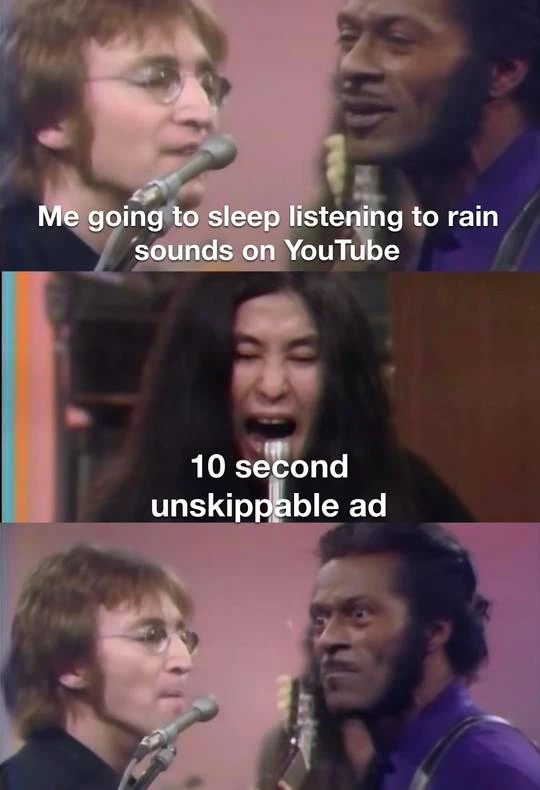 Me going to sleep listening to rain
sounds on YouTube
10 second
unskippable ad